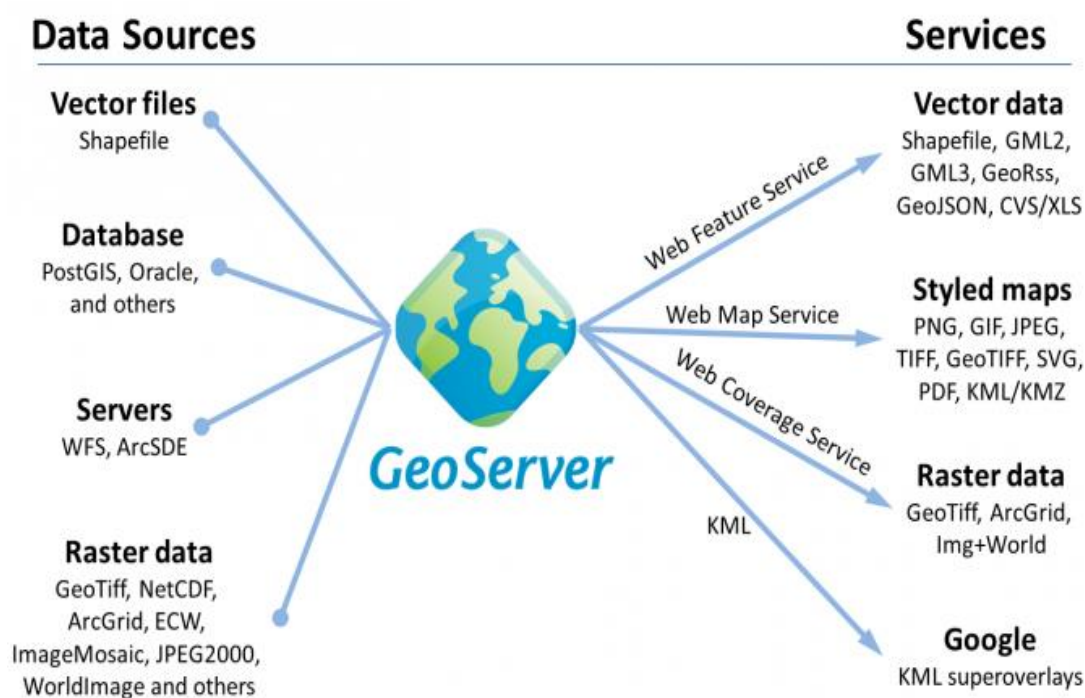 Data Sources
Services
Vector files
Shapefile
Database
PostGIS, Oracle,
and others
Servers
WFS, ArcSDE
Raster data
GeoTiff, NetCDF,
ArcGrid, ECW,
ImageMosaic, JPEG2000,
WorldImage and others
GeoServer
Web Feature Service
Web Map Service
Web Coverage Service
KML
Vector data
Shapefile, GML2,
GML3, GeoRss,
GeoJSON, CVS/XLS
Styled maps
PNG, GIF, JPEG,
TIFF, GeoTIFF, SVG,
PDF, KML/KMZ
Raster data
GeoTiff, ArcGrid,
Img+World
Google
KML superoverlays